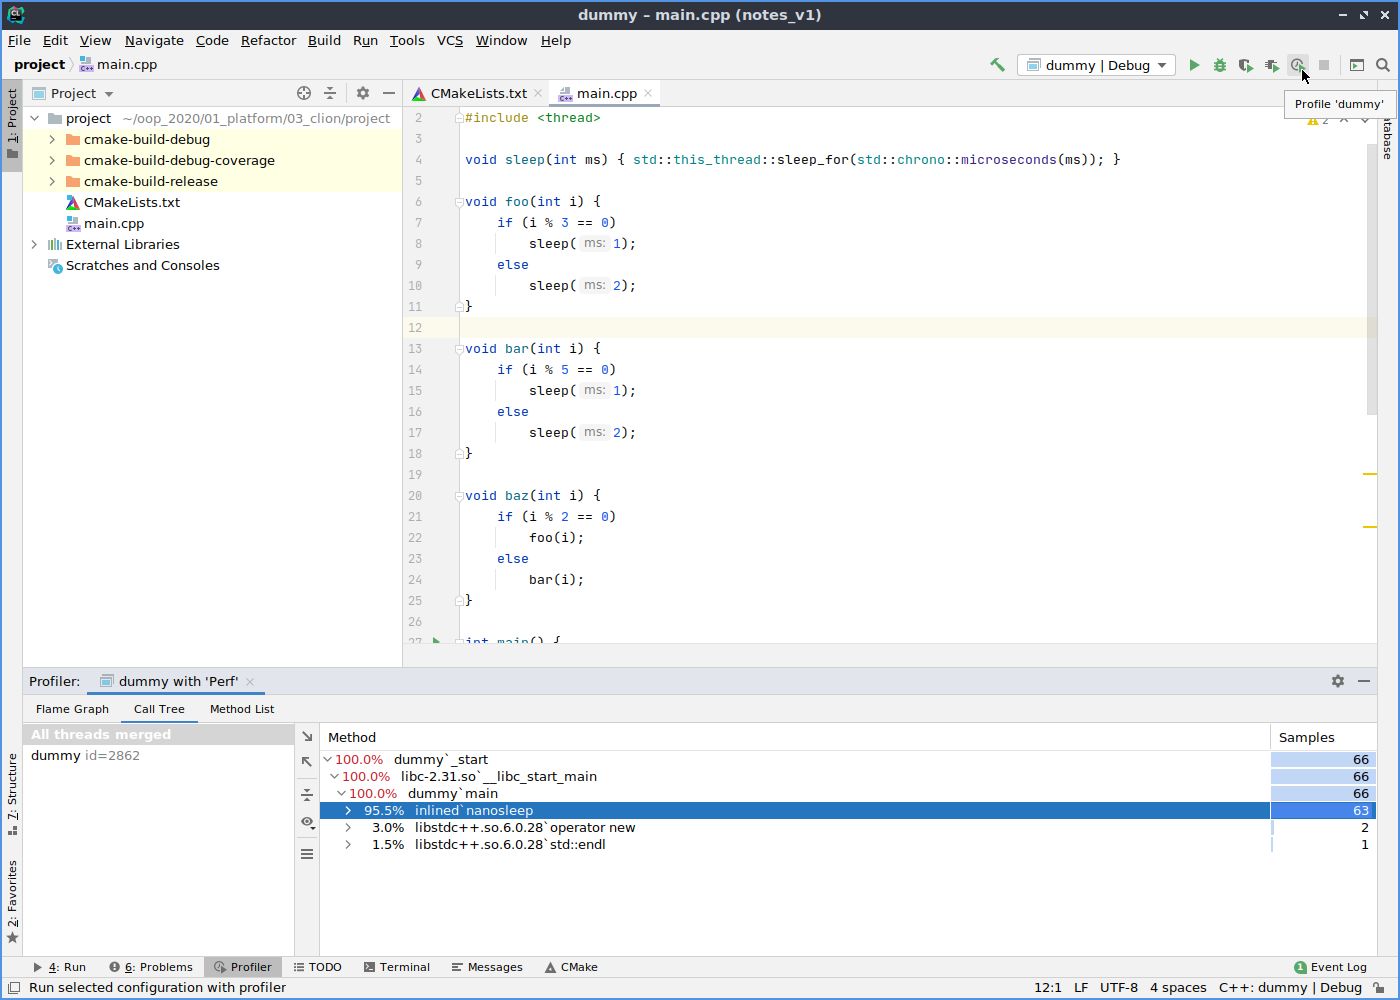 dummy – main.cpp (notes_v1)
File Edit View Navigate Code Refactor Build Run Tools VCS Window Help
project main.cpp
dummy | Debug
Profile 'dummy'
1: Project
Project
CMakeLists.txt main.cpp
project ~/oop_2020/01_platform/03_clion/project
cmake-build-debug
cmake-build-debug-coverage
cmake-build-release
CMakeLists.txt
main.cpp
External Libraries
Scratches and Consoles
2 #include <thread>
3
4 void sleep(int ms) { std::this_thread::sleep_for(std::chrono::microseconds(ms)); }
5
6 void foo(int i) {
7 if (i % 3 == 0)
8 sleep( ms: 1);
9 else
10 sleep( ms: 2);
11 }
12
13 void bar(int i) {
14 if (i % 5 == 0)
15 sleep( ms: 1);
16 else
17 sleep( ms: 2);
18 }
19
20 void baz(int i) {
21 if (i % 2 == 0)
22 foo(i);
23 else
24 bar(i);
25 }
26
27 int main() {
2
atabase
Profiler: dummy with 'Perf'
Flame Graph Call Tree Method List
All threads merged
dummy id=2862
Method Samples
100.0% dummy`_start 66
100.0% libc-2.31.so`__libc_start_main 66
100.0% dummy`main 66
95.5% inlined`nanosleep 63
3.0% libstdc++.so.6.0.28`operator new 2
1.5% libstdc++.so.6.0.28`std::endl 1
7: Structure
2: Favorites
4: Run 6: Problems Profiler TODO Terminal Messages CMake 1 Event Log
Run selected configuration with profiler 12:1 LF UTF-8 4 spaces C++: dummy | Debug